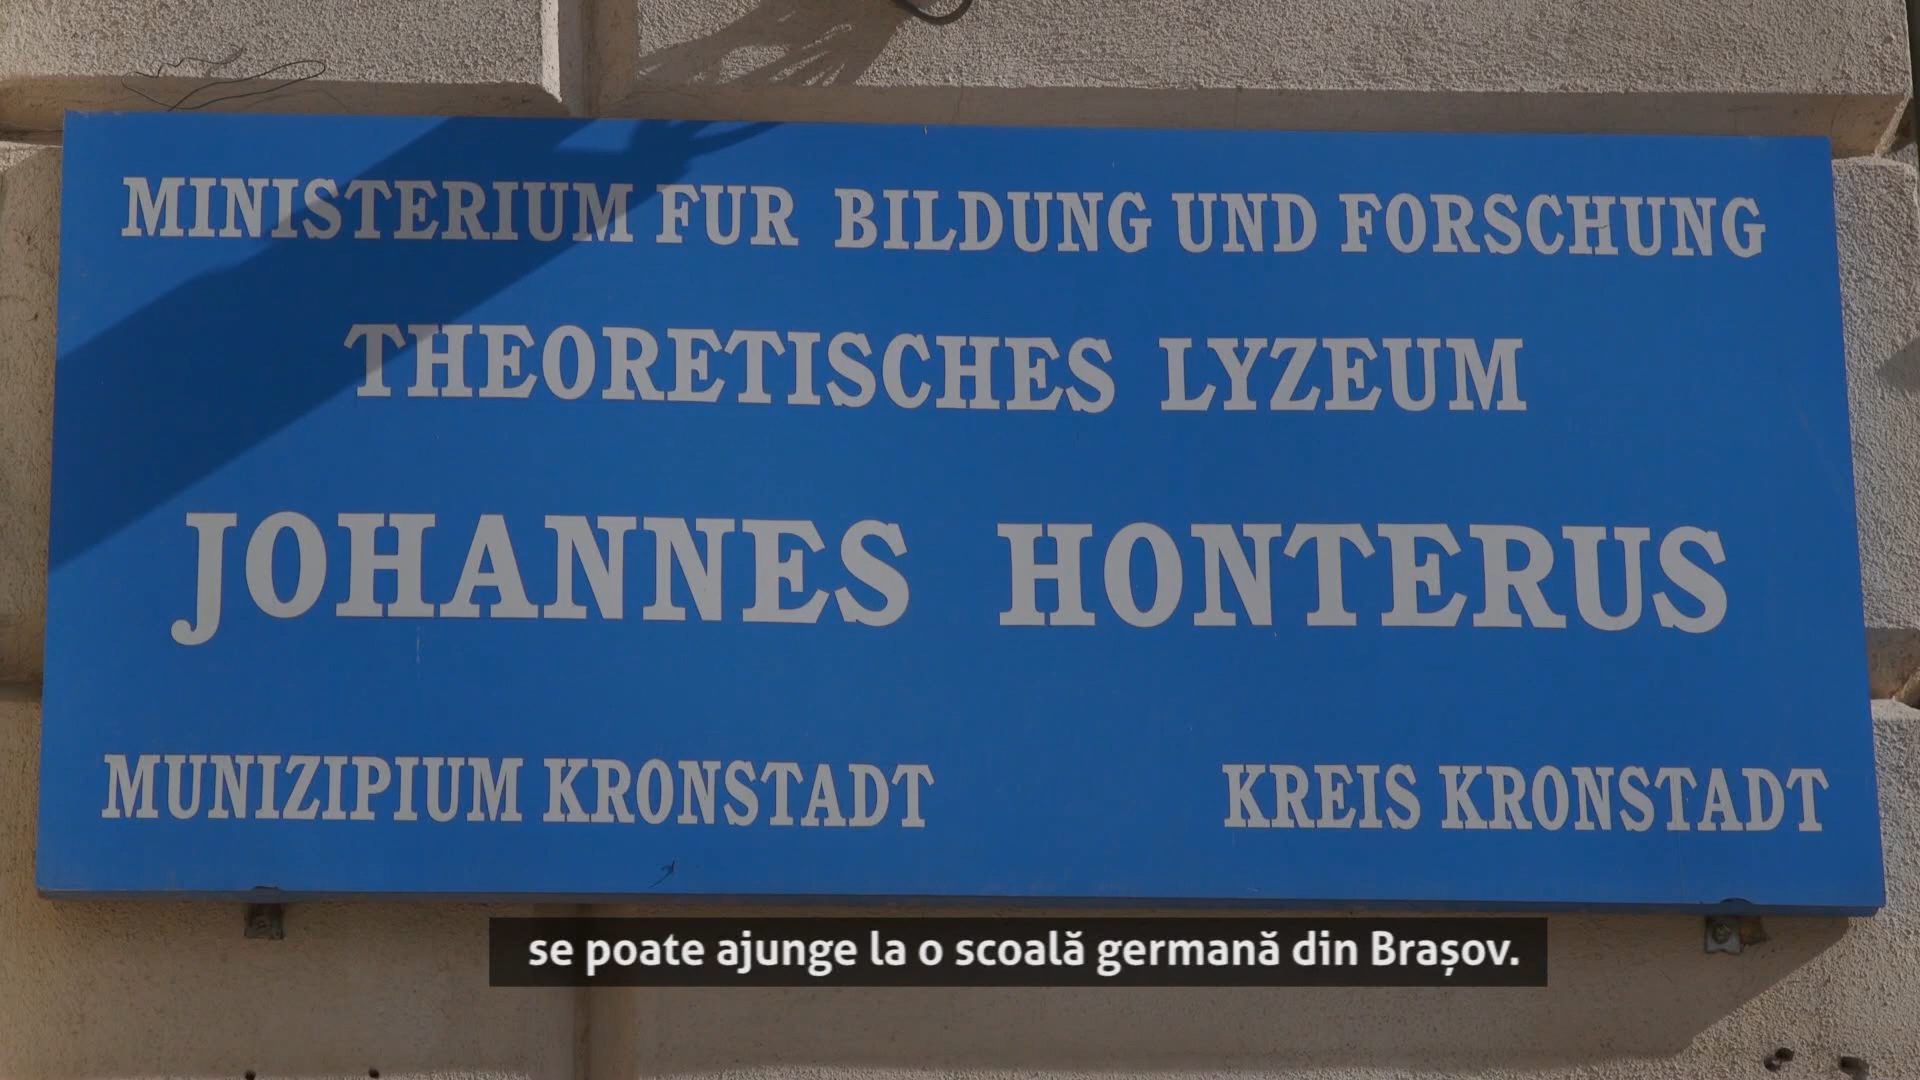 MINISTERIUM FUR BILDUNG UND FORSCHUNG
THEORETISCHES LYZEUM
JOHANNES HONTERUS
MUNIZIPIUM KRONSTADT KREIS KRONSTADT
se poate ajunge la o scoală germană din Brașov.